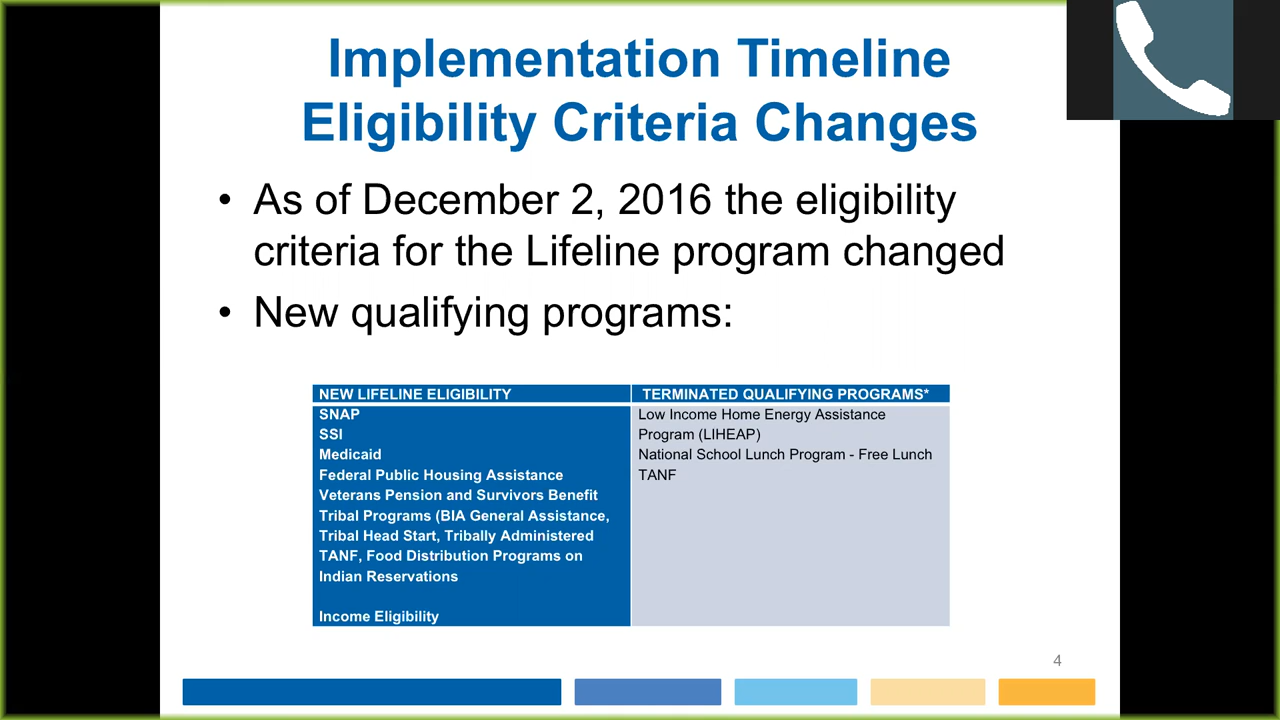 Implementation Timeline
Eligibility Criteria Changes
• As of December 2, 2016 the eligibility
criteria for the Lifeline program changed
• New qualifying programs:
NEW LIFELINE ELIGIBILITY
SNAP
SSI
Medicaid
Federal Public Housing Assistance
Veterans Pension and Survivors Benefit
Tribal Programs (BIA General Assistance,
Tribal Head Start, Tribally Administered
TANF, Food Distribution Programs on
Indian Reservations
Income Eligibility
TERMINATED QUALIFYING PROGRAMS*
Low Income Home Energy Assistance
Program (LIHEAP)
National School Lunch Program - Free Lunch
TANF
4